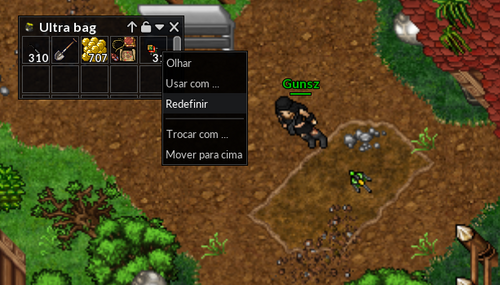 Ultra bag
310
707
Olhar
Usar com ...
Redefinir
Trocar com ...
Mover para cima
Gunsz